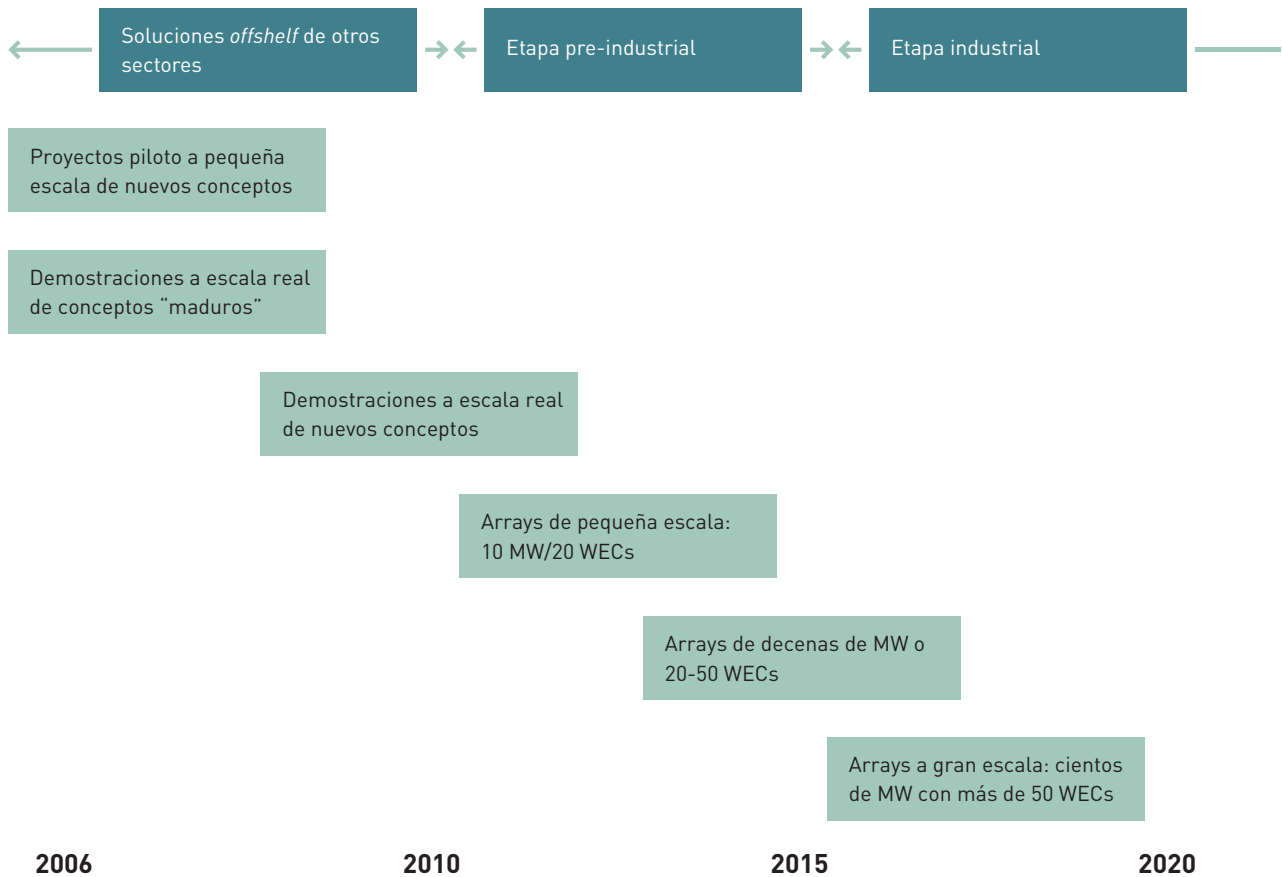 Soluciones offshelf de otros
sectores
Etapa pre-industrial
Etapa industrial
Proyectos piloto a pequeña
escala de nuevos conceptos
Demostraciones a escala real
de conceptos “maduros”
Demostraciones a escala real
de nuevos conceptos
Arrays de pequeña escala:
10 MW/20 WECs
Arrays de decenas de MW o
20-50 WECs
Arrays a gran escala: cientos
de MW con más de 50 WECs
2006 2010 2015 2020